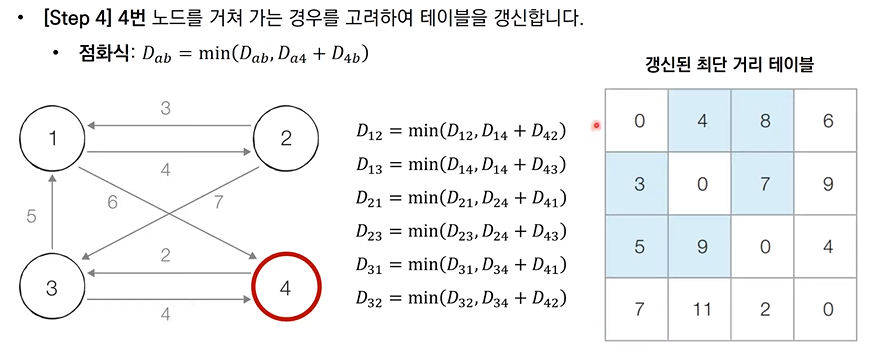 • [Step 4] 4번 노드를 거쳐 가는 경우를 고려하여 테이블을 갱신합니다.
• 점화식: D_{ab} = min(D_{ab}, D_{a4} + D_{4b})
갱신된 최단 거리 테이블
1 2 3 4
3
4
5
6
7
2
4
D_{12} = min(D_{12}, D_{14} + D_{42})
D_{13} = min(D_{14}, D_{14} + D_{43})
D_{21} = min(D_{21}, D_{24} + D_{41})
D_{23} = min(D_{23}, D_{24} + D_{43})
D_{31} = min(D_{31}, D_{34} + D_{41})
D_{32} = min(D_{32}, D_{34} + D_{42})
0 4 8 6
3 0 7 9
5 9 0 4
7 11 2 0